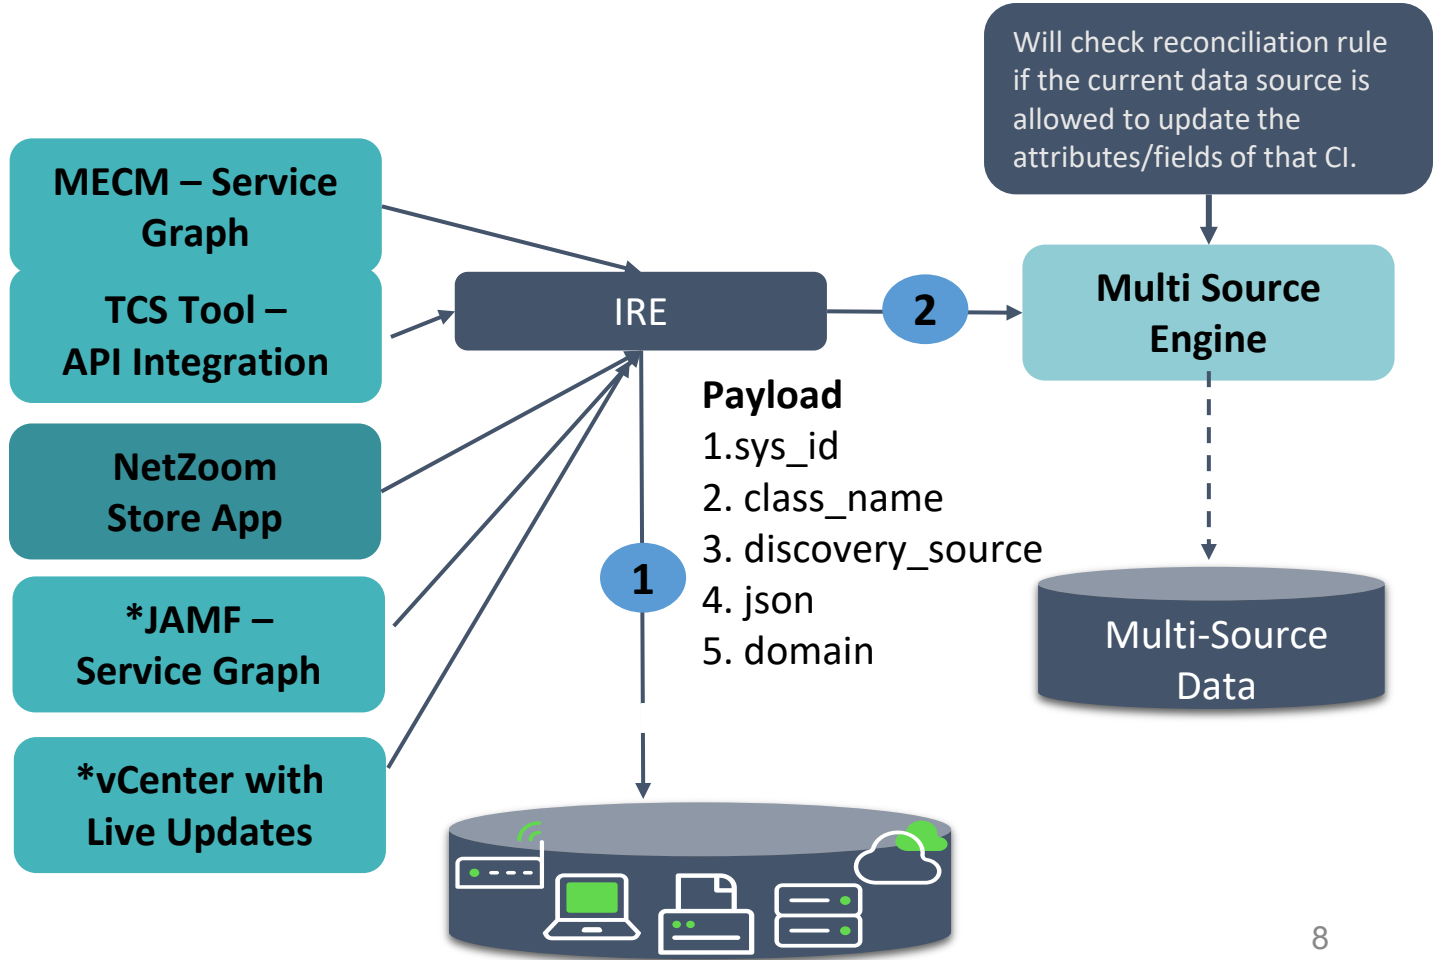 Will check reconciliation rule
if the current data source is
allowed to update the
attributes/fields of that CI.
MECM – Service
Graph
TCS Tool –
API Integration
NetZoom
Store App
*JAMF –
Service Graph
*vCenter with
Live Updates
IRE
2
Multi Source
Engine
Payload
1.sys_id
2. class_name
3. discovery_source
4. json
5. domain
1
Multi-Source
Data
8